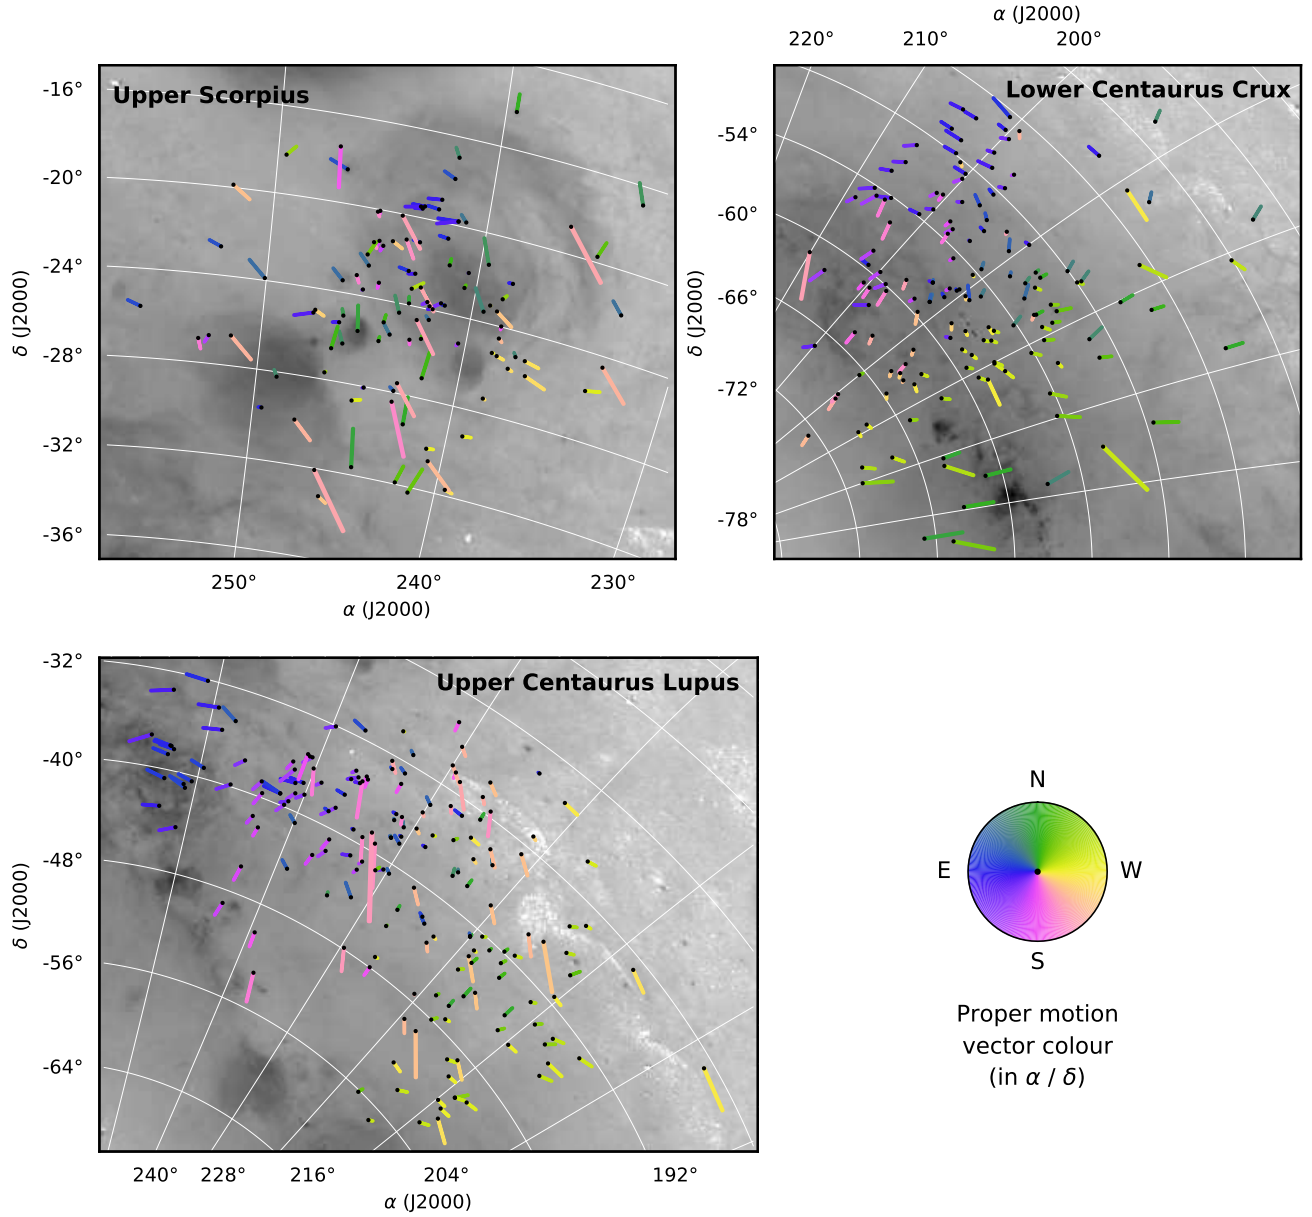 α (J2000)
220° 210° 200°
Upper Scorpius
Lower Centaurus Crux
-16°
-20°
-24°
-28°
-32°
-36°
δ (J2000)
250° 240° 230°
α (J2000)
-54°
-60°
-66°
-72°
-78°
δ (J2000)
Upper Centaurus Lupus
-32°
-40°
-48°
-56°
-64°
δ (J2000)
240° 228° 216° 204° 192°
α (J2000)
N
E W
S
Proper motion
vector colour
(in α / δ)